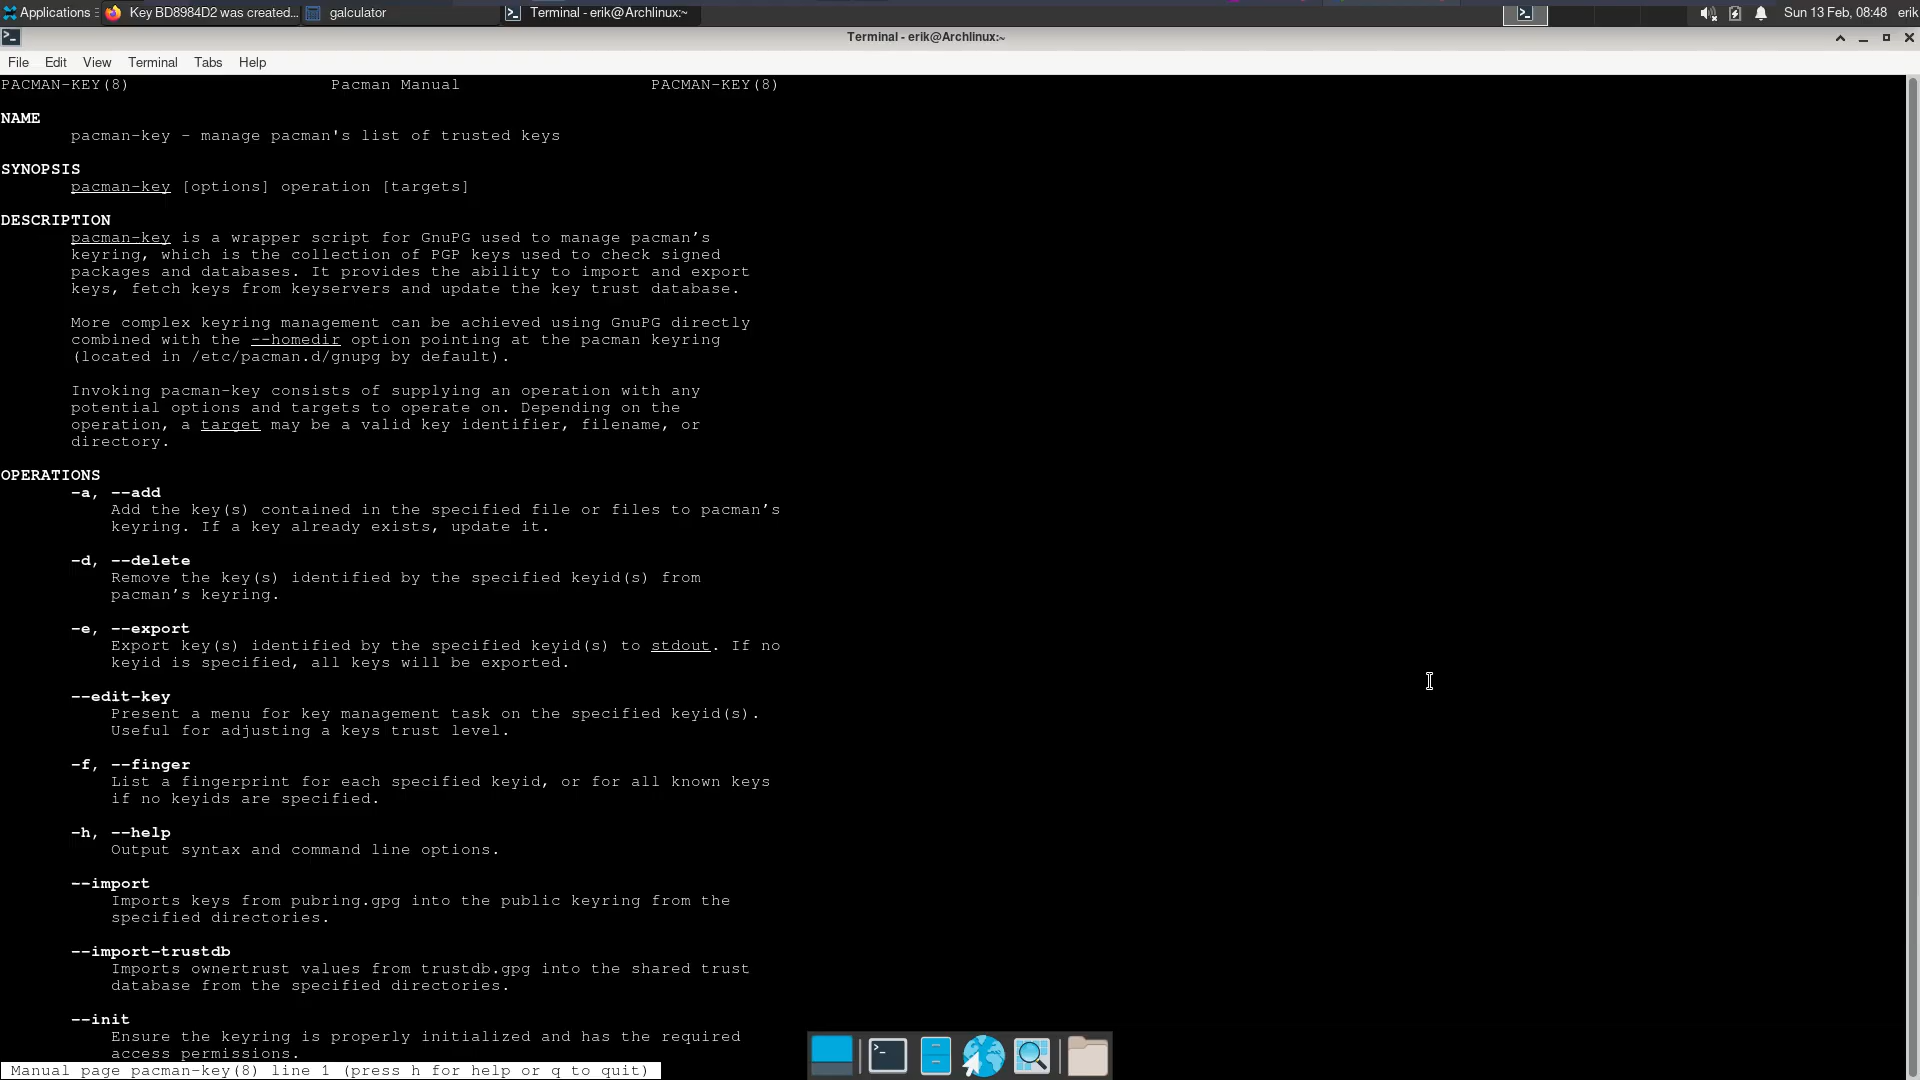 Applications
Key BD8984D2 was created...
galculator
Terminal - erik@Archlinux:~
Sun 13 Feb, 08:48
erik
Terminal - erik@Archlinux:~
File Edit View Terminal Tabs Help
PACMAN-KEY(8) Pacman Manual PACMAN-KEY(8)
NAME
pacman-key - manage pacman's list of trusted keys
SYNOPSIS
pacman-key [options] operation [targets]
DESCRIPTION
pacman-key is a wrapper script for GnuPG used to manage pacman’s
keyring, which is the collection of PGP keys used to check signed
packages and databases. It provides the ability to import and export
keys, fetch keys from keyservers and update the key trust database.
More complex keyring management can be achieved using GnuPG directly
combined with the --homedir option pointing at the pacman keyring
(located in /etc/pacman.d/gnupg by default).
Invoking pacman-key consists of supplying an operation with any
potential options and targets to operate on. Depending on the
operation, a target may be a valid key identifier, filename, or
directory.
OPERATIONS
-a, --add
Add the key(s) contained in the specified file or files to pacman’s
keyring. If a key already exists, update it.
-d, --delete
Remove the key(s) identified by the specified keyid(s) from
pacman’s keyring.
-e, --export
Export key(s) identified by the specified keyid(s) to stdout. If no
keyid is specified, all keys will be exported.
--edit-key
Present a menu for key management task on the specified keyid(s).
Useful for adjusting a keys trust level.
-f, --finger
List a fingerprint for each specified keyid, or for all known keys
if no keyids are specified.
-h, --help
Output syntax and command line options.
--import
Imports keys from pubring.gpg into the public keyring from the
specified directories.
--import-trustdb
Imports ownertrust values from trustdb.gpg into the shared trust
database from the specified directories.
--init
Ensure the keyring is properly initialized and has the required
access permissions.
Manual page pacman-key(8) line 1 (press h for help or q to quit)